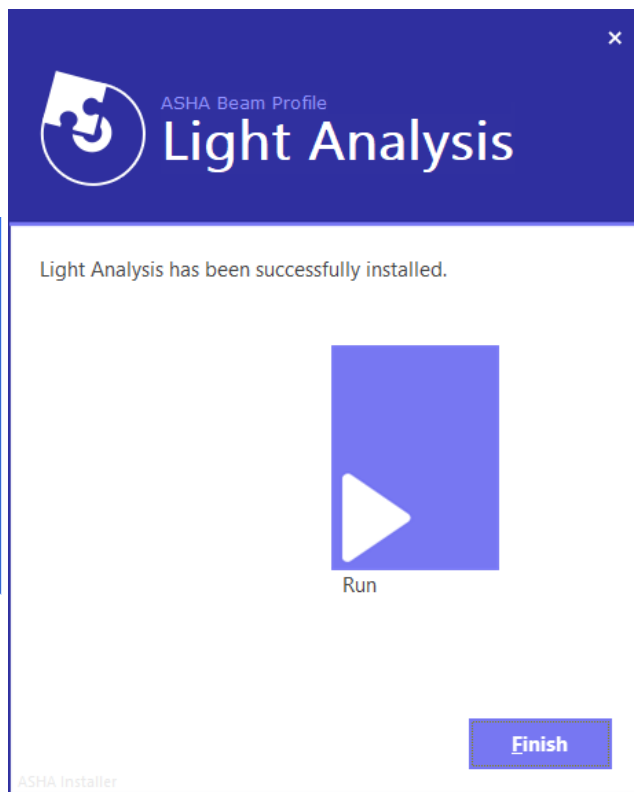 ASHA Beam Profile
Light Analysis
Light Analysis has been successfully installed.
Run
Finish
ASHA Installer